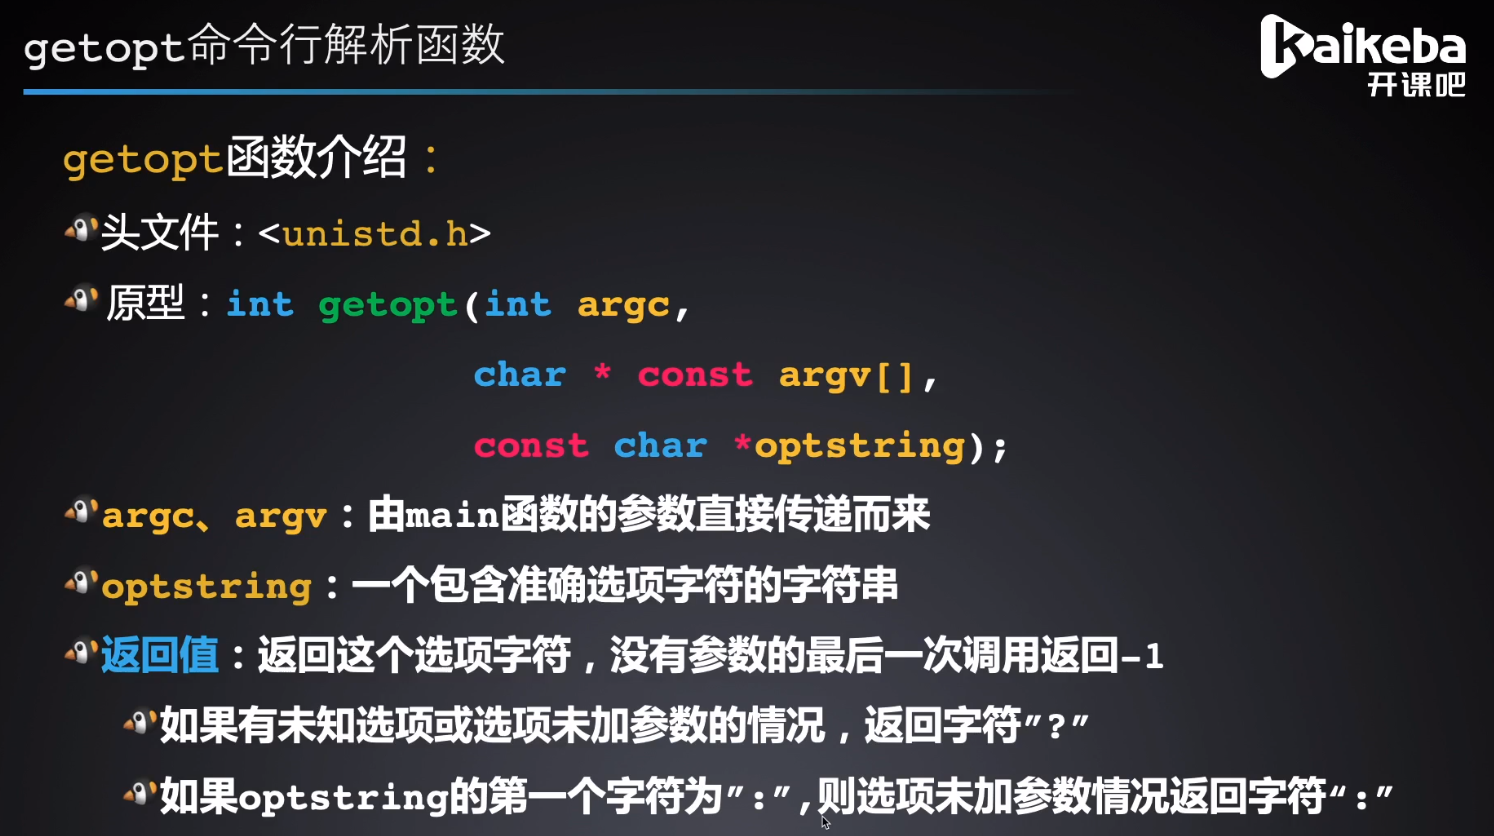 getopt命令行解析函数
kaikeba
开课吧
getopt函数介绍：
头文件：<unistd.h>
原型：int getopt(int argc,
char * const argv[],
const char *optstring);
argc、argv：由main函数的参数直接传递而来
optstring：一个包含准确选项字符的字符串
返回值：返回这个选项字符，没有参数的最后一次调用返回-1
如果有未知选项或选项未加参数的情况，返回字符”?”
如果optstring的第一个字符为”:”,则选项未加参数情况返回字符“:”